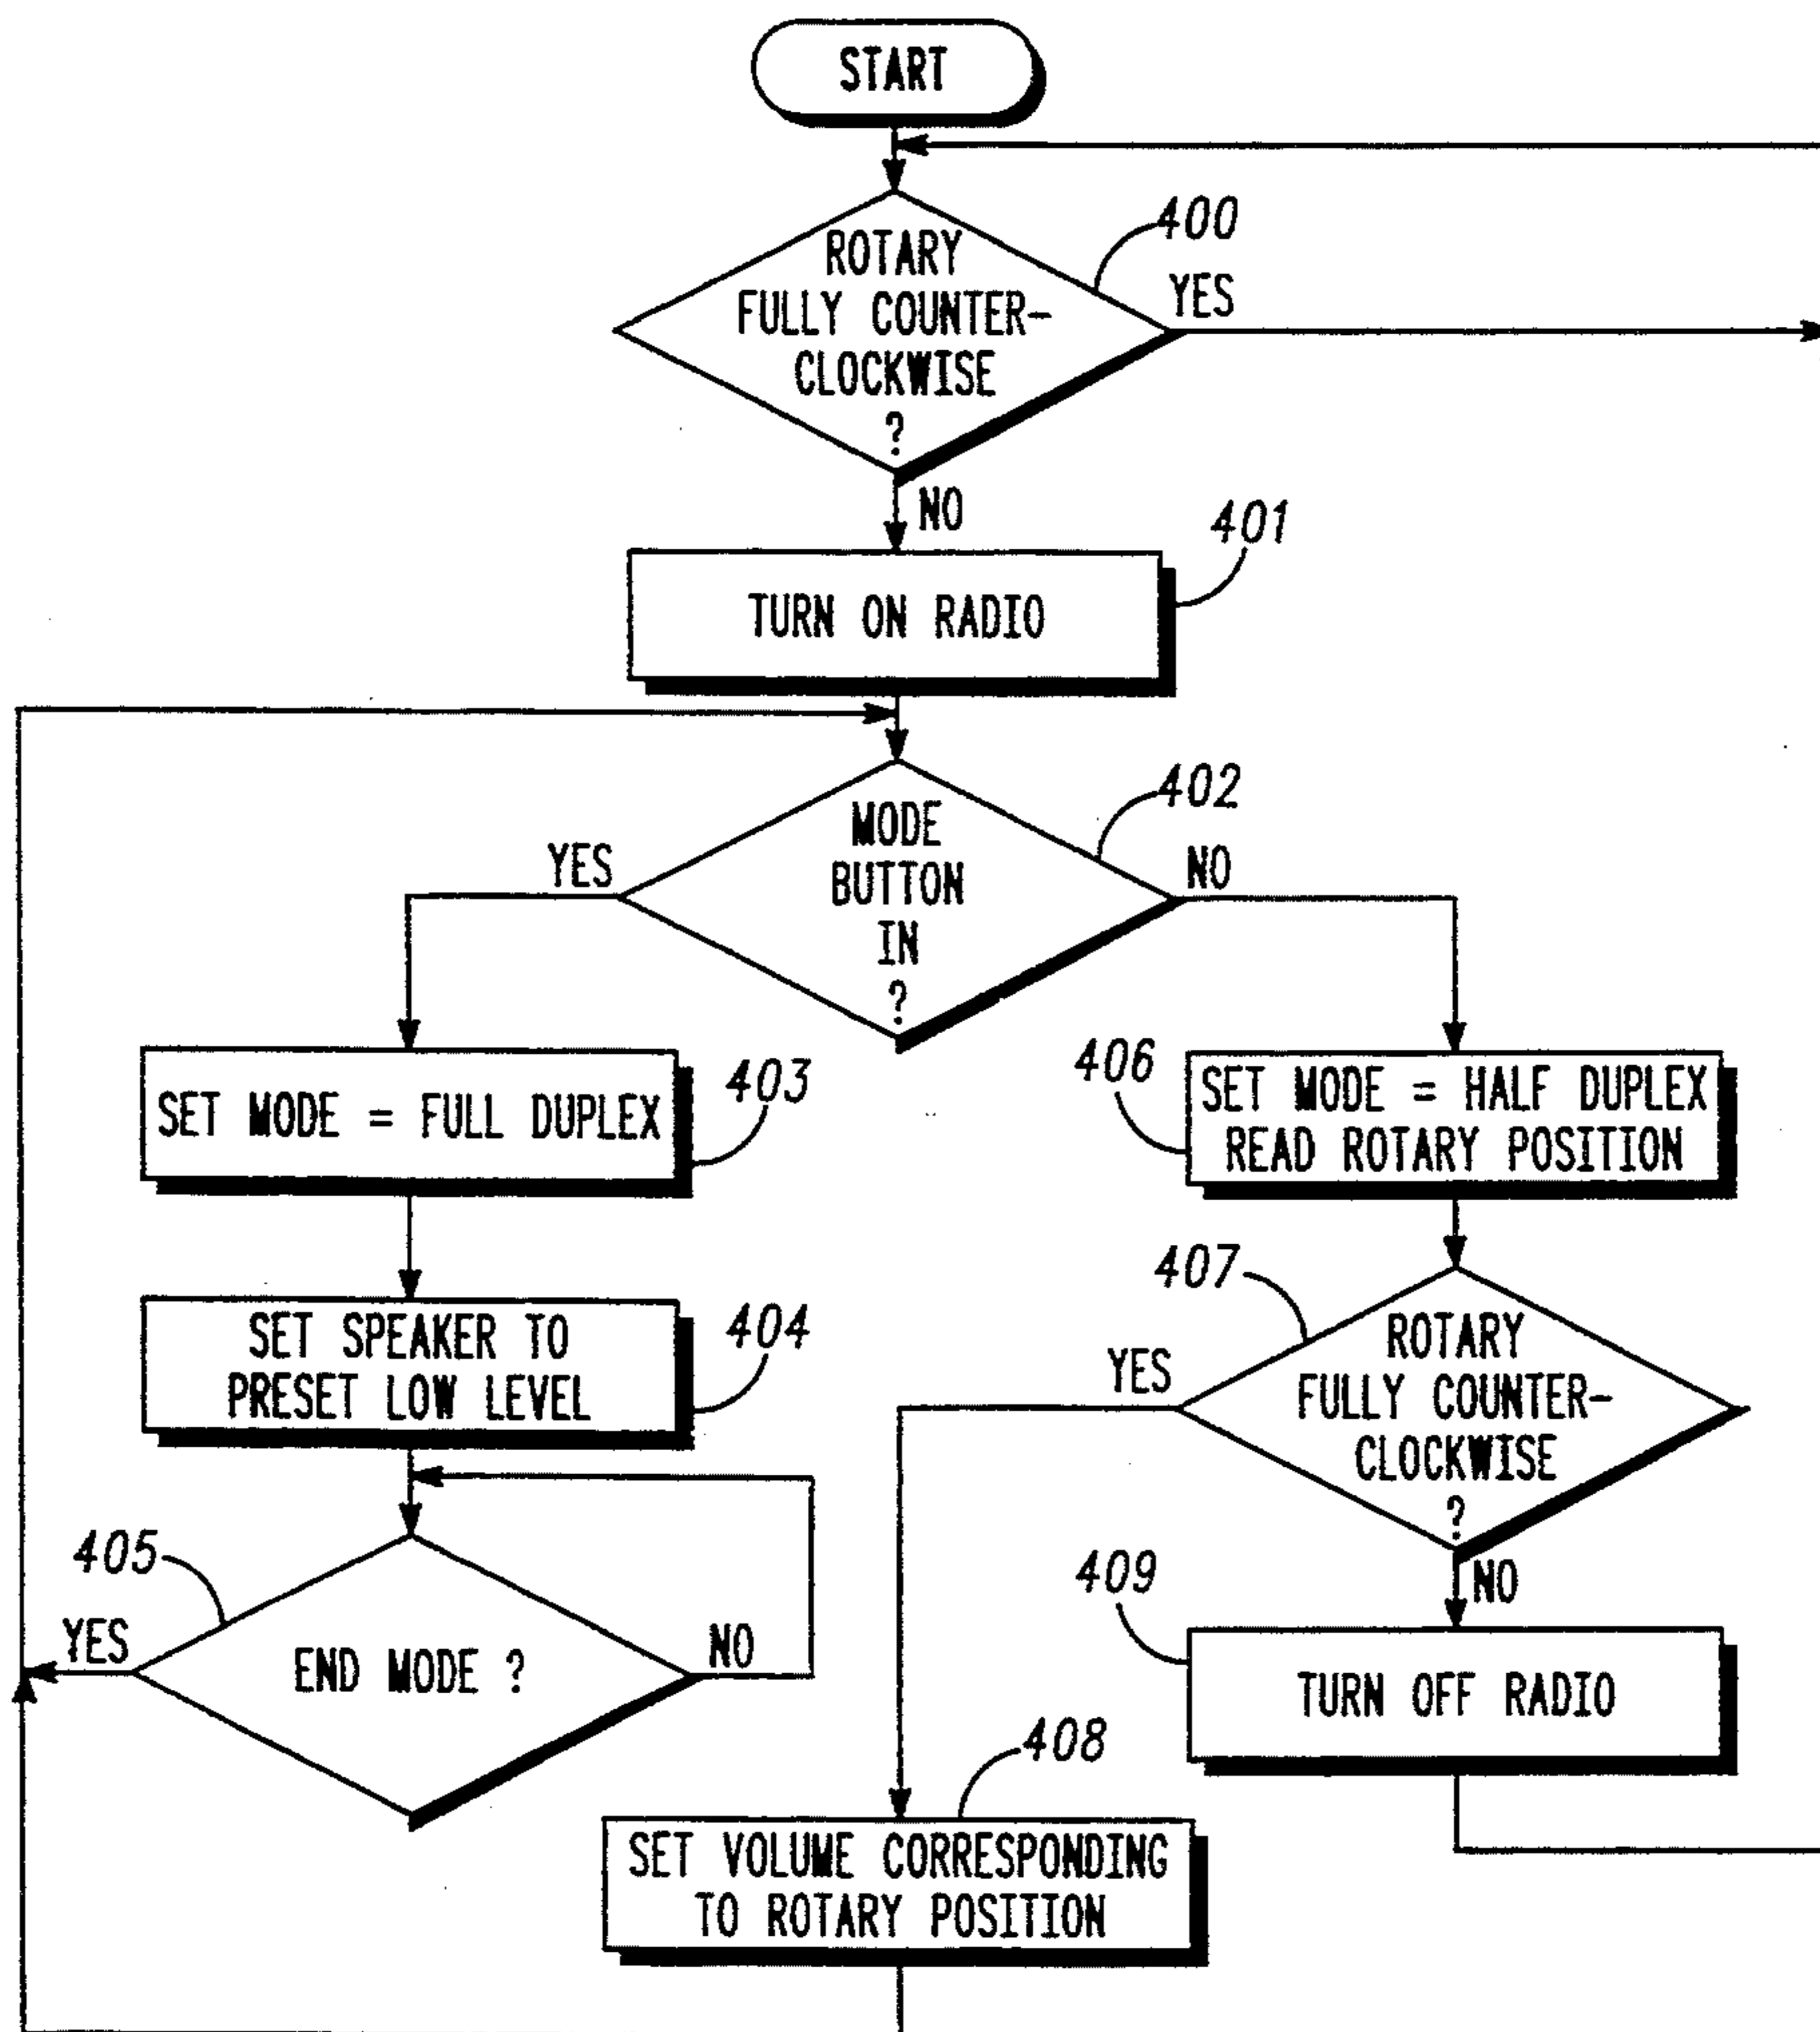 START
400
ROTARY
FULLY COUNTER-
CLOCKWISE
?
YES
NO
401
TURN ON RADIO
402
MODE
BUTTON
IN
?
YES
NO
403
SET MODE = FULL DUPLEX
406
SET MODE = HALF DUPLEX
READ ROTARY POSITION
404
SET SPEAKER TO
PRESET LOW LEVEL
407
ROTARY
FULLY COUNTER-
CLOCKWISE
?
YES
NO
405
END MODE ?
YES
NO
409
TURN OFF RADIO
408
SET VOLUME CORRESPONDING
TO ROTARY POSITION